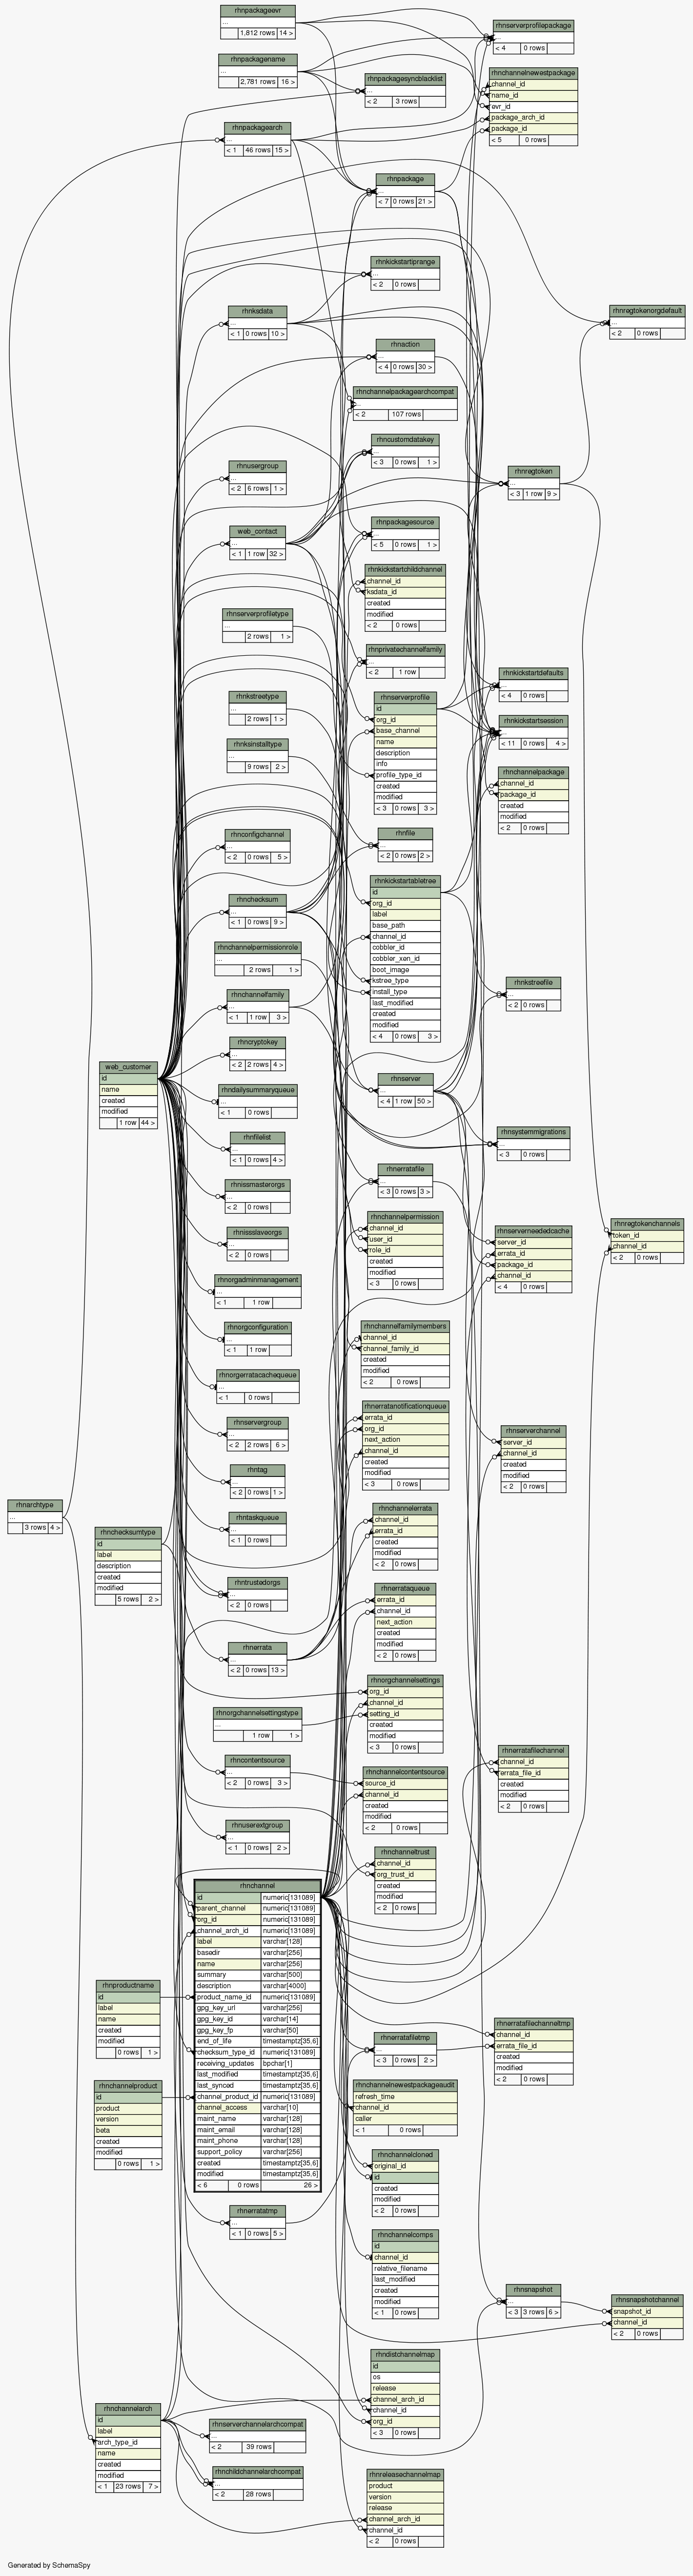 rhnpackageevr
...
1,812 rows 14 >
rhnpackagename
...
2,781 rows 16 >
rhnpackagearch
...
< 1 46 rows 15 >
rhnksdata
...
< 1 0 rows 10 >
rhnusergroup
...
< 2 6 rows 1 >
web_contact
...
< 1 1 row 32 >
rhnserverprofiletype
...
2 rows 1 >
rhnkstreetype
...
2 rows 1 >
rhnksinstalltype
...
9 rows 2 >
rhnconfigchannel
...
< 2 0 rows 5 >
rhnchecksum
...
< 1 0 rows 9 >
rhnchannelpermissionrole
...
2 rows 1 >
rhnchannelfamily
...
< 1 1 row 3 >
rhncryptokey
...
< 2 2 rows 4 >
rhndailysummaryqueue
...
< 1 0 rows
rhnfilelist
...
< 1 0 rows 4 >
rhnissmasterorgs
...
< 2 0 rows
rhnissslaveorgs
...
< 2 0 rows
rhnorgadminmanagement
...
< 1 1 row
rhnorgconfiguration
...
< 1 1 row
rhnorgerratacachequeue
...
< 1 0 rows
rhnservergroup
...
< 2 2 rows 6 >
rhntag
...
< 2 0 rows 1 >
rhntaskqueue
...
< 1 0 rows
rhntrustedorgs
...
< 2 0 rows
rhnerrata
...
< 2 0 rows 13 >
rhnorgchannelsettingstype
...
1 row 1 >
rhncontentsource
...
< 2 0 rows 3 >
rhnuserextgroup
...
< 1 0 rows 2 >
rhnchannel
id numeric[131089]
parent_channel numeric[131089]
org_id numeric[131089]
channel_arch_id numeric[131089]
label varchar[128]
basedir varchar[256]
name varchar[256]
summary varchar[500]
description varchar[4000]
product_name_id numeric[131089]
gpg_key_url varchar[256]
gpg_key_id varchar[14]
gpg_key_fp varchar[50]
end_of_life timestamptz[35,6]
checksum_type_id numeric[131089]
receiving_updates bpchar[1]
last_modified timestamptz[35,6]
last_synced timestamptz[35,6]
channel_product_id numeric[131089]
channel_access varchar[10]
maint_name varchar[128]
maint_email varchar[128]
maint_phone varchar[128]
support_policy varchar[256]
created timestamptz[35,6]
modified timestamptz[35,6]
< 6 0 rows 26 >
rhnerratatmp
...
< 1 0 rows 5 >
rhnserverchannelarchcompat
...
< 2 39 rows
rhnchildchannelarchcompat
...
< 2 28 rows
web_customer
id
name
created
modified
1 row 44 >
rhnarchtype
...
3 rows 4 >
rhnchecksumtype
id
label
description
created
modified
5 rows 2 >
rhnproductname
id
label
name
created
modified
0 rows 1 >
rhnchannelproduct
id
product
version
beta
created
modified
0 rows 1 >
rhnchannelarch
id
label
arch_type_id
name
created
modified
< 1 23 rows 7 >
rhnpackagesyncblacklist
...
< 2 3 rows
rhnpackage
...
< 7 0 rows 21 >
rhnkickstartiprange
...
< 2 0 rows
rhnaction
...
< 4 0 rows 30 >
rhnchannelpackagearchcompat
...
< 2 107 rows
rhncustomdatakey
...
< 3 0 rows 1 >
rhnpackagesource
...
< 5 0 rows 1 >
rhnkickstartchildchannel
channel_id
ksdata_id
created
modified
< 2 0 rows
rhnprivatechannelfamily
...
< 2 1 row
rhnserverprofile
id
org_id
base_channel
name
description
info
profile_type_id
created
modified
< 3 0 rows 3 >
rhnfile
...
< 2 0 rows 2 >
rhnkickstartabletree
id
org_id
label
base_path
channel_id
cobbler_id
cobbler_xen_id
boot_image
kstree_type
install_type
last_modified
created
modified
< 4 0 rows 3 >
rhnserver
...
< 4 1 row 50 >
rhnerratafile
...
< 3 0 rows 3 >
rhnchannelpermission
channel_id
user_id
role_id
created
modified
< 3 0 rows
rhnchannelfamilymembers
channel_id
channel_family_id
created
modified
< 2 0 rows
rhnerratanotificationqueue
errata_id
org_id
next_action
channel_id
created
modified
< 3 0 rows
rhnchannelerrata
channel_id
errata_id
created
modified
< 2 0 rows
rhnerrataqueue
errata_id
channel_id
next_action
created
modified
< 2 0 rows
rhnorgchannelsettings
org_id
channel_id
setting_id
created
modified
< 3 0 rows
rhnchannelcontentsource
source_id
channel_id
created
modified
< 2 0 rows
rhnchanneltrust
channel_id
org_trust_id
created
modified
< 2 0 rows
rhnerratafiletmp
...
< 3 0 rows 2 >
rhnchannelnewestpackageaudit
refresh_time
channel_id
caller
< 1 0 rows
rhnchannelcloned
original_id
id
created
modified
< 2 0 rows
rhnchannelcomps
id
channel_id
relative_filename
last_modified
created
modified
< 1 0 rows
rhndistchannelmap
id
os
release
channel_arch_id
channel_id
org_id
< 3 0 rows
rhnreleasechannelmap
product
version
release
channel_arch_id
channel_id
< 2 0 rows
rhnserverprofilepackage
...
< 4 0 rows
rhnchannelnewestpackage
channel_id
name_id
evr_id
package_arch_id
package_id
< 5 0 rows
rhnregtoken
...
< 3 1 row 9 >
rhnkickstartdefaults
...
< 4 0 rows
rhnkickstartsession
...
< 11 0 rows 4 >
rhnchannelpackage
channel_id
package_id
created
modified
< 2 0 rows
rhnkstreefile
...
< 2 0 rows
rhnsystemmigrations
...
< 3 0 rows
rhnserverneededcache
server_id
errata_id
package_id
channel_id
< 4 0 rows
rhnserverchannel
server_id
channel_id
created
modified
< 2 0 rows
rhnerratafilechannel
channel_id
errata_file_id
created
modified
< 2 0 rows
rhnerratafilechanneltmp
channel_id
errata_file_id
created
modified
< 2 0 rows
rhnsnapshot
...
< 3 3 rows 6 >
rhnregtokenorgdefault
...
< 2 0 rows
rhnregtokenchannels
token_id
channel_id
< 2 0 rows
rhnsnapshotchannel
snapshot_id
channel_id
< 2 0 rows
Generated by SchemaSpy